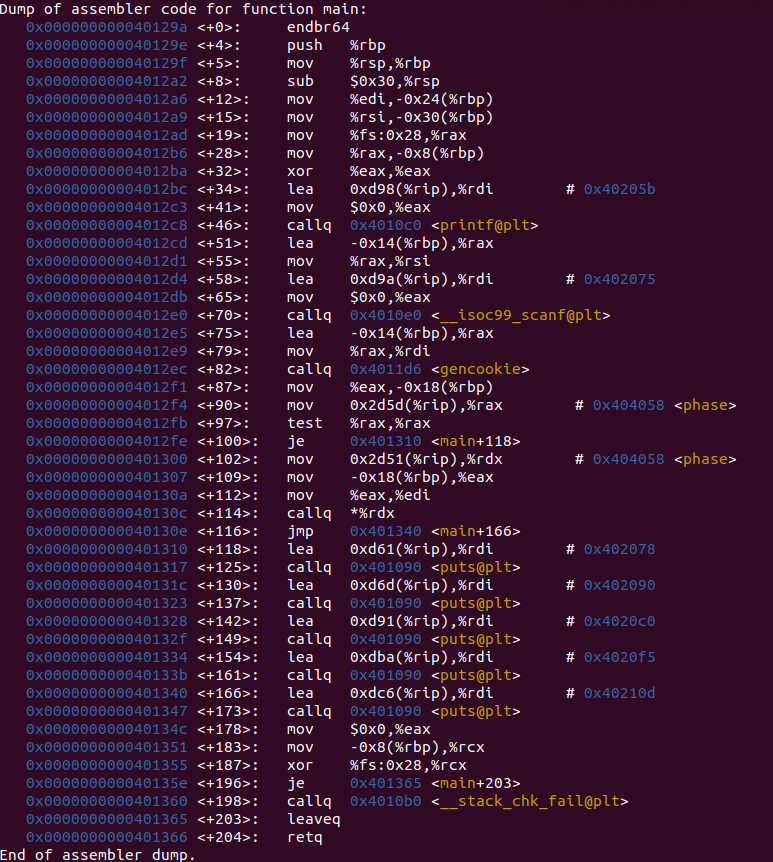 Dump of assembler code for function main:
   0x000000000040129a <+0>:     endbr64
   0x000000000040129e <+4>:     push   %rbp
   0x000000000040129f <+5>:     mov    %rsp,%rbp
   0x00000000004012a2 <+8>:     sub    $0x30,%rsp
   0x00000000004012a6 <+12>:    mov    %edi,-0x24(%rbp)
   0x00000000004012a9 <+15>:    mov    %rsi,-0x30(%rbp)
   0x00000000004012ad <+19>:    mov    %fs:0x28,%rax
   0x00000000004012b6 <+28>:    mov    %rax,-0x8(%rbp)
   0x00000000004012ba <+32>:    xor    %eax,%eax
   0x00000000004012bc <+34>:    lea    0xd98(%rip),%rdi        # 0x40205b
   0x00000000004012c3 <+41>:    mov    $0x0,%eax
   0x00000000004012c8 <+46>:    callq  0x4010c0 <printf@plt>
   0x00000000004012cd <+51>:    lea    -0x14(%rbp),%rax
   0x00000000004012d1 <+55>:    mov    %rax,%rsi
   0x00000000004012d4 <+58>:    lea    0xd9a(%rip),%rdi        # 0x402075
   0x00000000004012db <+65>:    mov    $0x0,%eax
   0x00000000004012e0 <+70>:    callq  0x4010e0 <__isoc99_scanf@plt>
   0x00000000004012e5 <+75>:    lea    -0x14(%rbp),%rax
   0x00000000004012e9 <+79>:    mov    %rax,%rdi
   0x00000000004012ec <+82>:    callq  0x4011d6 <gencookie>
   0x00000000004012f1 <+87>:    mov    %eax,-0x18(%rbp)
   0x00000000004012f4 <+90>:    mov    0x2d5d(%rip),%rax        # 0x404058 <phase>
   0x00000000004012fb <+97>:    test   %rax,%rax
   0x00000000004012fe <+100>:   je     0x401310 <main+118>
   0x0000000000401300 <+102>:   mov    0x2d51(%rip),%rdx        # 0x404058 <phase>
   0x0000000000401307 <+109>:   mov    -0x18(%rbp),%eax
   0x000000000040130a <+112>:   mov    %eax,%edi
   0x000000000040130c <+114>:   callq  *%rdx
   0x000000000040130e <+116>:   jmp    0x401340 <main+166>
   0x0000000000401310 <+118>:   lea    0xd61(%rip),%rdi        # 0x402078
   0x0000000000401317 <+125>:   callq  0x401090 <puts@plt>
   0x000000000040131c <+130>:   lea    0xd6d(%rip),%rdi        # 0x402090
   0x0000000000401323 <+137>:   callq  0x401090 <puts@plt>
   0x0000000000401328 <+142>:   lea    0xd91(%rip),%rdi        # 0x4020c0
   0x000000000040132f <+149>:   callq  0x401090 <puts@plt>
   0x0000000000401334 <+154>:   lea    0xdba(%rip),%rdi        # 0x4020f5
   0x000000000040133b <+161>:   callq  0x401090 <puts@plt>
   0x0000000000401340 <+166>:   lea    0xdc6(%rip),%rdi        # 0x40210d
   0x0000000000401347 <+173>:   callq  0x401090 <puts@plt>
   0x000000000040134c <+178>:   mov    $0x0,%eax
   0x0000000000401351 <+183>:   mov    -0x8(%rbp),%rcx
   0x0000000000401355 <+187>:   xor    %fs:0x28,%rcx
   0x000000000040135e <+196>:   je     0x401365 <main+203>
   0x0000000000401360 <+198>:   callq  0x4010b0 <__stack_chk_fail@plt>
   0x0000000000401365 <+203>:   leaveq
   0x0000000000401366 <+204>:   retq
End of assembler dump.